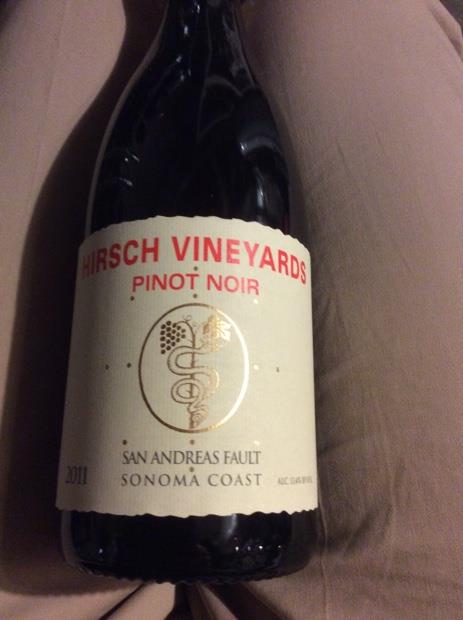 HIRSCH VINEYARDS
PINOT NOIR
SAN ANDREAS FAULT
2011 SONOMA COAST